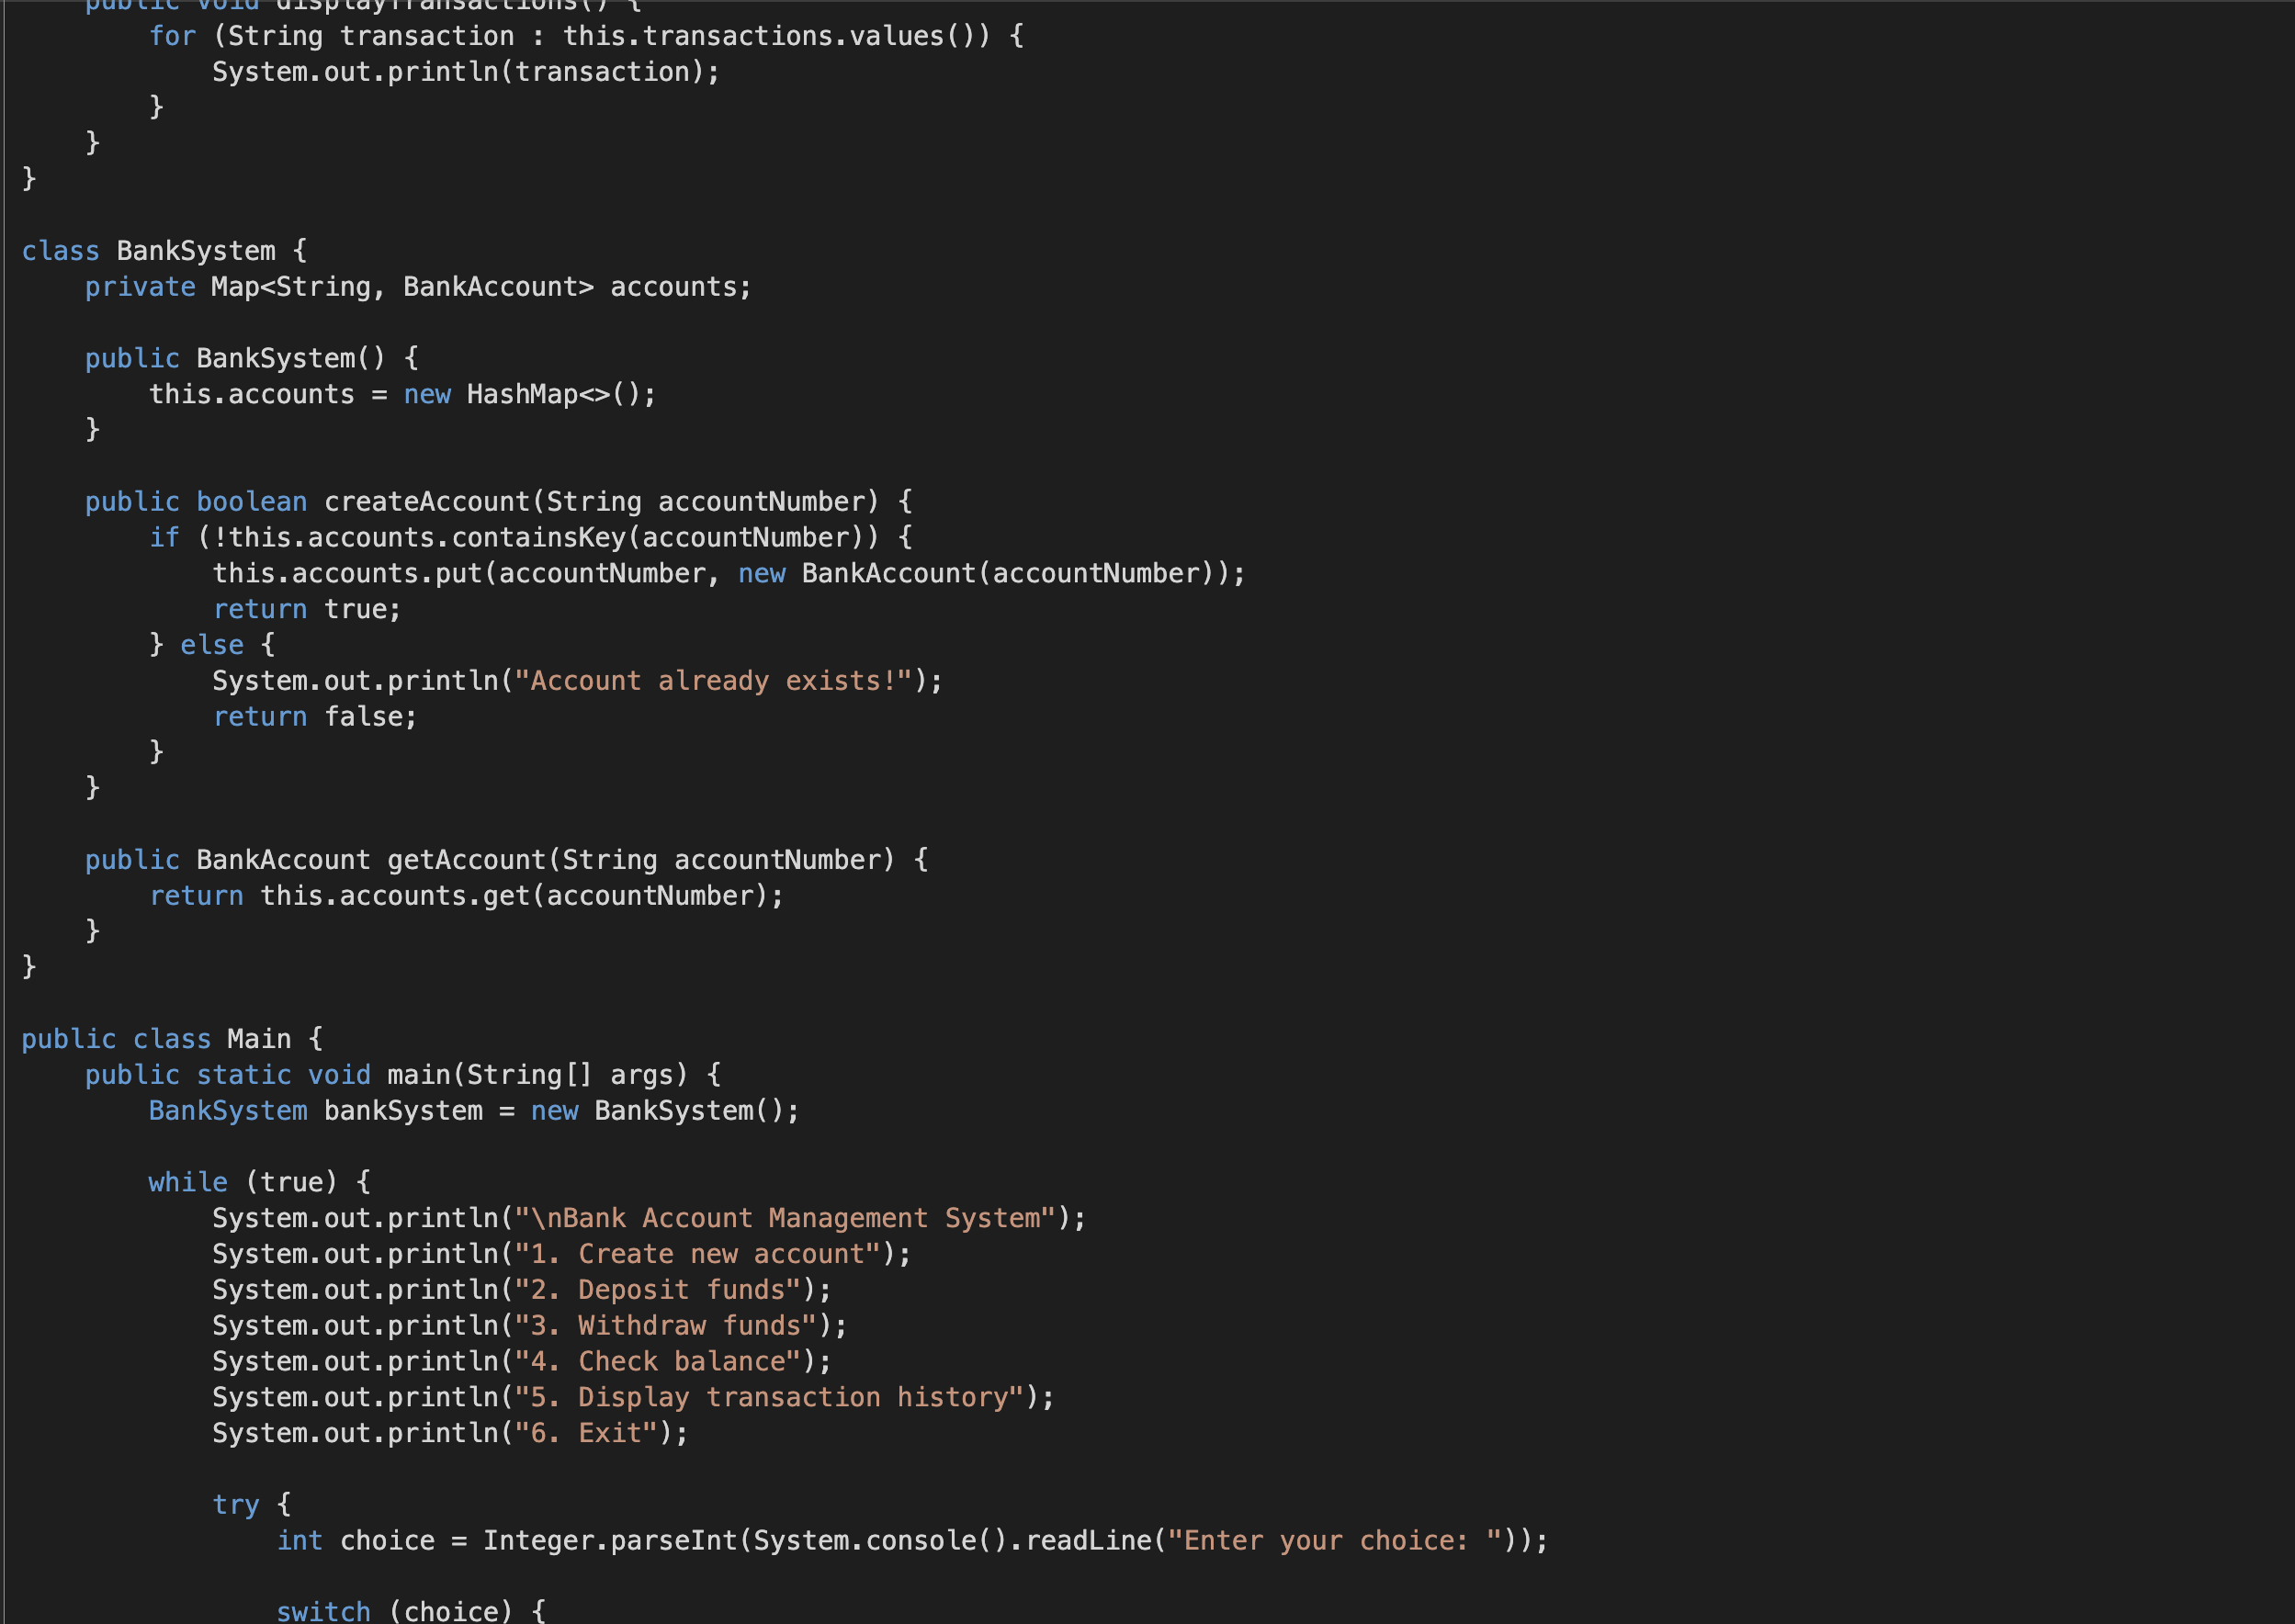 public void displayTransactions() {
        for (String transaction : this.transactions.values()) {
            System.out.println(transaction);
        }
    }
}

class BankSystem {
    private Map<String, BankAccount> accounts;

    public BankSystem() {
        this.accounts = new HashMap<>();
    }

    public boolean createAccount(String accountNumber) {
        if (!this.accounts.containsKey(accountNumber)) {
            this.accounts.put(accountNumber, new BankAccount(accountNumber));
            return true;
        } else {
            System.out.println("Account already exists!");
            return false;
        }
    }

    public BankAccount getAccount(String accountNumber) {
        return this.accounts.get(accountNumber);
    }
}

public class Main {
    public static void main(String[] args) {
        BankSystem bankSystem = new BankSystem();

        while (true) {
            System.out.println("\nBank Account Management System");
            System.out.println("1. Create new account");
            System.out.println("2. Deposit funds");
            System.out.println("3. Withdraw funds");
            System.out.println("4. Check balance");
            System.out.println("5. Display transaction history");
            System.out.println("6. Exit");

            try {
                int choice = Integer.parseInt(System.console().readLine("Enter your choice: "));

                switch (choice) {